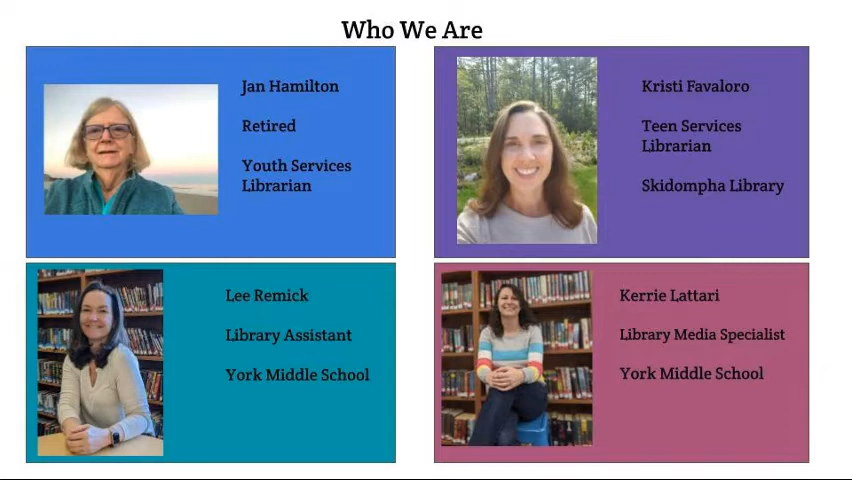 Who We Are
Jan Hamilton
Retired
Youth Services
Librarian
Kristi Favaloro
Teen Services
Librarian
Skidompha Library
Lee Remick
Library Assistant
York Middle School
Kerrie Lattari
Library Media Specialist
York Middle School